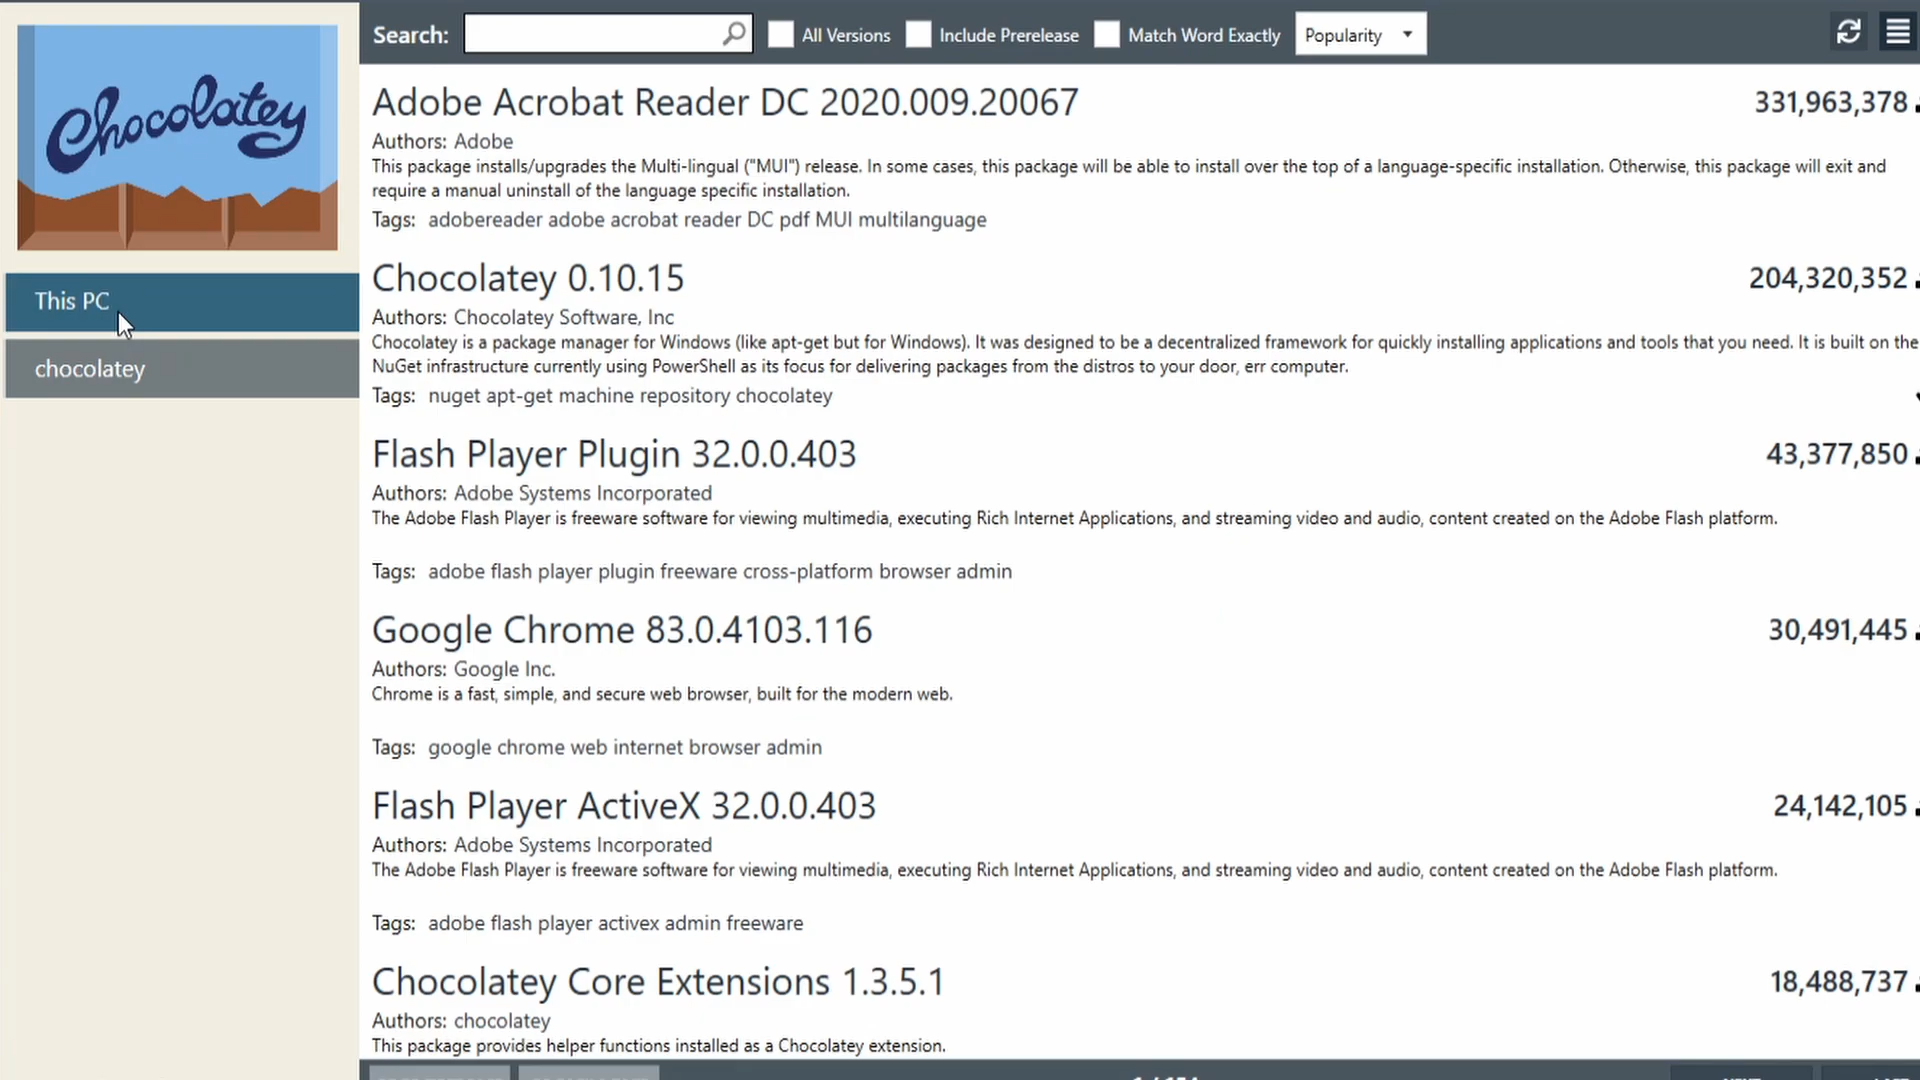 Chocolatey
This PC
chocolatey
Search:
All Versions
Include Prerelease
Match Word Exactly
Popularity
Adobe Acrobat Reader DC 2020.009.20067
331,963,378
Authors: Adobe
This package installs/upgrades the Multi-lingual ("MUI") release. In some cases, this package will be able to install over the top of a language-specific installation. Otherwise, this package will exit and
require a manual uninstall of the language specific installation.
Tags: adobereader adobe acrobat reader DC pdf MUI multilanguage
Chocolatey 0.10.15
204,320,352
Authors: Chocolatey Software, Inc
Chocolatey is a package manager for Windows (like apt-get but for Windows). It was designed to be a decentralized framework for quickly installing applications and tools that you need. It is built on the
NuGet infrastructure currently using PowerShell as its focus for delivering packages from the distros to your door, err computer.
Tags: nuget apt-get machine repository chocolatey
Flash Player Plugin 32.0.0.403
43,377,850
Authors: Adobe Systems Incorporated
The Adobe Flash Player is freeware software for viewing multimedia, executing Rich Internet Applications, and streaming video and audio, content created on the Adobe Flash platform.
Tags: adobe flash player plugin freeware cross-platform browser admin
Google Chrome 83.0.4103.116
30,491,445
Authors: Google Inc.
Chrome is a fast, simple, and secure web browser, built for the modern web.
Tags: google chrome web internet browser admin
Flash Player ActiveX 32.0.0.403
24,142,105
Authors: Adobe Systems Incorporated
The Adobe Flash Player is freeware software for viewing multimedia, executing Rich Internet Applications, and streaming video and audio, content created on the Adobe Flash platform.
Tags: adobe flash player activex admin freeware
Chocolatey Core Extensions 1.3.5.1
18,488,737
Authors: chocolatey
This package provides helper functions installed as a Chocolatey extension.